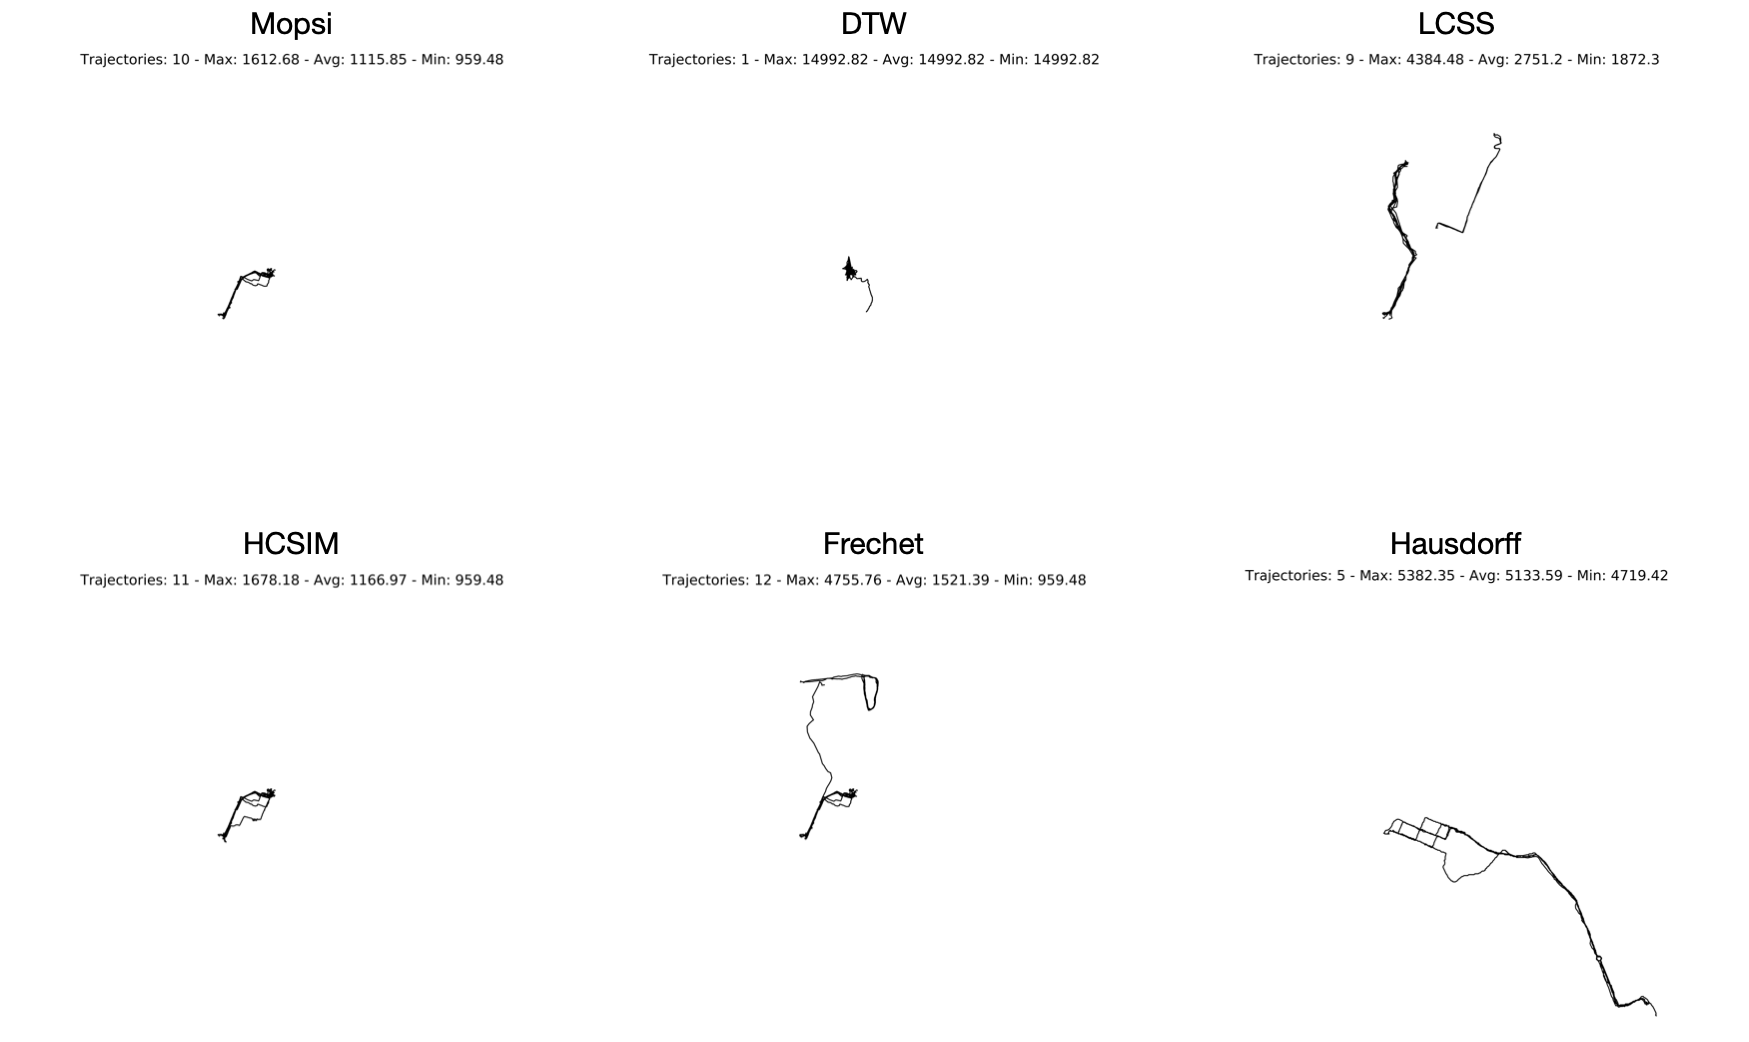 Mopsi
Trajectories: 10 - Max: 1612.68 - Avg: 1115.85 - Min: 959.48
DTW
Trajectories: 1 - Max: 14992.82 - Avg: 14992.82 - Min: 14992.82
LCSS
Trajectories: 9 - Max: 4384.48 - Avg: 2751.2 - Min: 1872.3
HCSIM
Trajectories: 11 - Max: 1678.18 - Avg: 1166.97 - Min: 959.48
Frechet
Trajectories: 12 - Max: 4755.76 - Avg: 1521.39 - Min: 959.48
Hausdorff
Trajectories: 5 - Max: 5382.35 - Avg: 5133.59 - Min: 4719.42